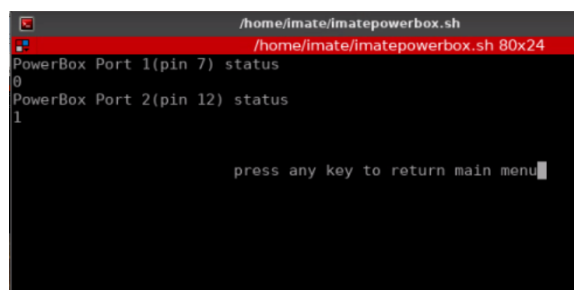 /home/imate/imatepowerbox.sh
/home/imate/imatepowerbox.sh 80x24
PowerBox Port 1(pin 7) status
0
PowerBox Port 2(pin 12) status
1
press any key to return main menu